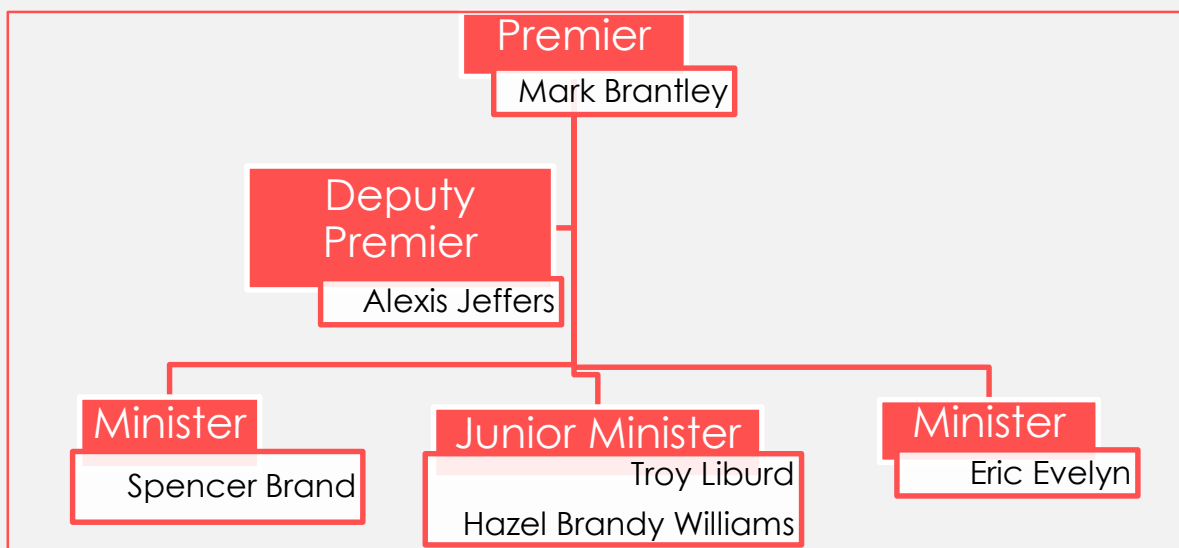 Premier
Mark Brantley
Deputy
Premier
Alexis Jeffers
Minister
Spencer Brand
Junior Minister
Troy Liburd
Hazel Brandy Williams
Minister
Eric Evelyn